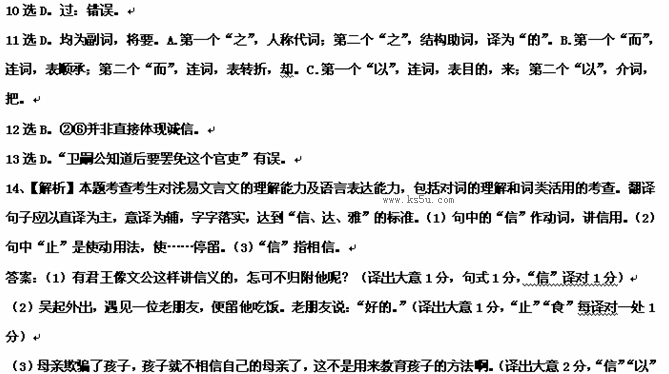 10选D。过：错误。↵
11选D。均为副词，将要。A.第一个“之”，人称代词；第二个“之”，结构助词，译为“的”。B.第一个“而”，
连词，表顺承；第二个“而”，连词，表转折，却。C.第一个“以”，连词，表目的，来；第二个“以”，介词，
把。↵
12选B。②⑥并非直接体现诚信。↵
13选D。“卫嗣公知道后要罢免这个官吏”有误。↵
14、【解析】本题考查考生对浅易文言文的理解能力及语言表达能力，包括对词的理解和词类活用的考查。翻译
www.ks5u.com
句子应以直译为主，意译为辅，字字落实，达到“信、达、雅”的标准。（1）句中的“信”作动词，讲信用。（2）
句中“止”是使动用法，使……停留。（3）“信”指相信。↵
答案：（1）有君王像文公这样讲信义的，怎可不归附他呢？（译出大意1分，句式1分，“信”译对1分）↵
（2）吴起外出，遇见一位老朋友，便留他吃饭。老朋友说：“好的。”（译出大意1分，“止”“食”每译对一处1
分）↵
（3）母亲欺骗了孩子，孩子就不相信自己的母亲了，这不是用来教育孩子的方法啊。（译出大意2分，“信”“以”